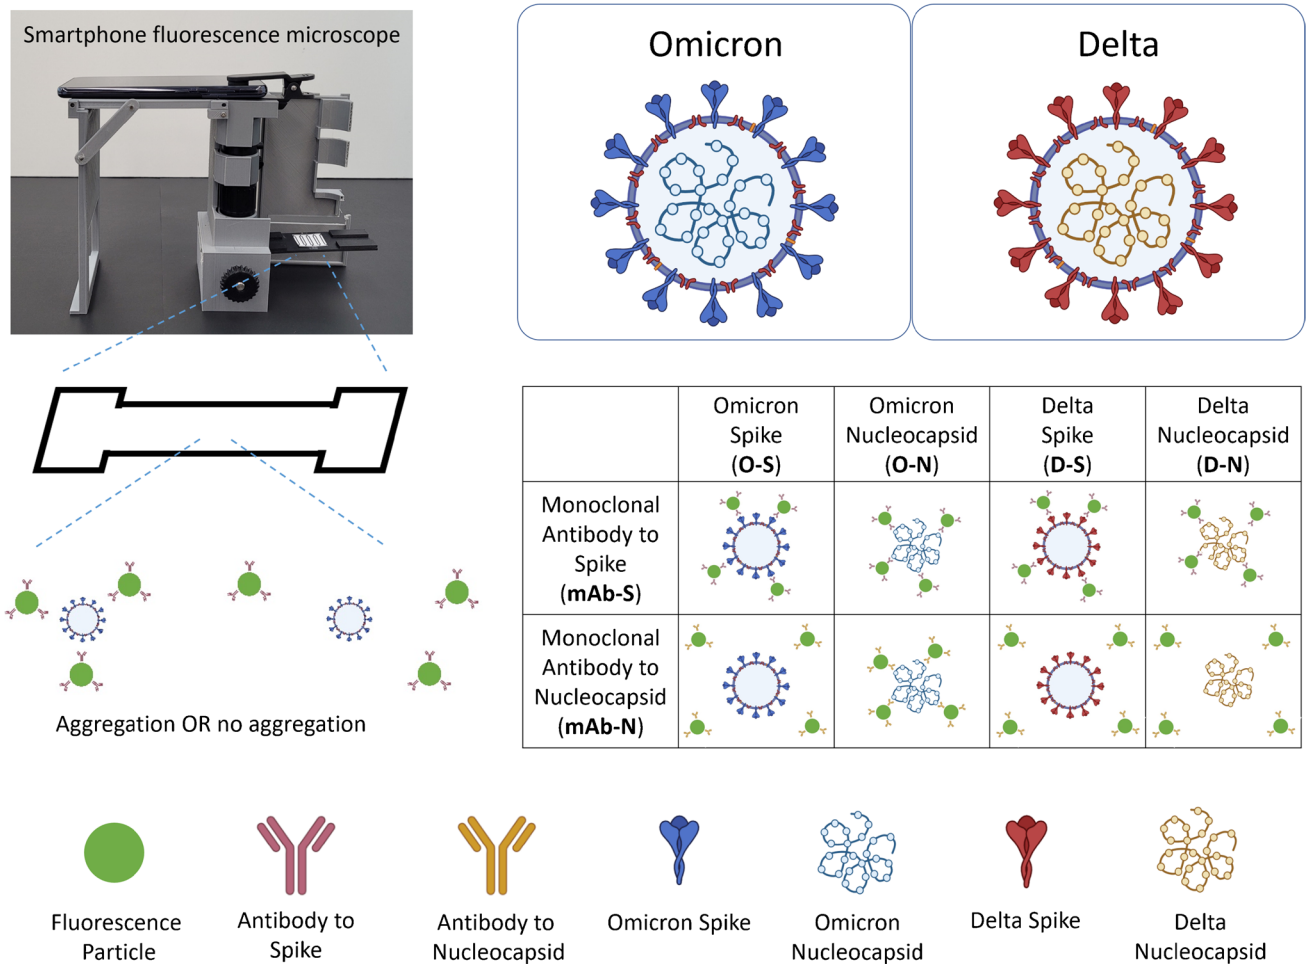 Smartphone fluorescence microscope
Omicron
Delta
Omicron
Spike
(O-S)
Omicron
Nucleocapsid
(O-N)
Delta
Spike
(D-S)
Delta
Nucleocapsid
(D-N)
Monoclonal
Antibody to
Spike
(mAb-S)
Monoclonal
Antibody to
Nucleocapsid
(mAb-N)
Aggregation OR no aggregation
Fluorescence
Particle
Antibody to
Spike
Antibody to
Nucleocapsid
Omicron Spike
Omicron
Nucleocapsid
Delta Spike
Delta
Nucleocapsid